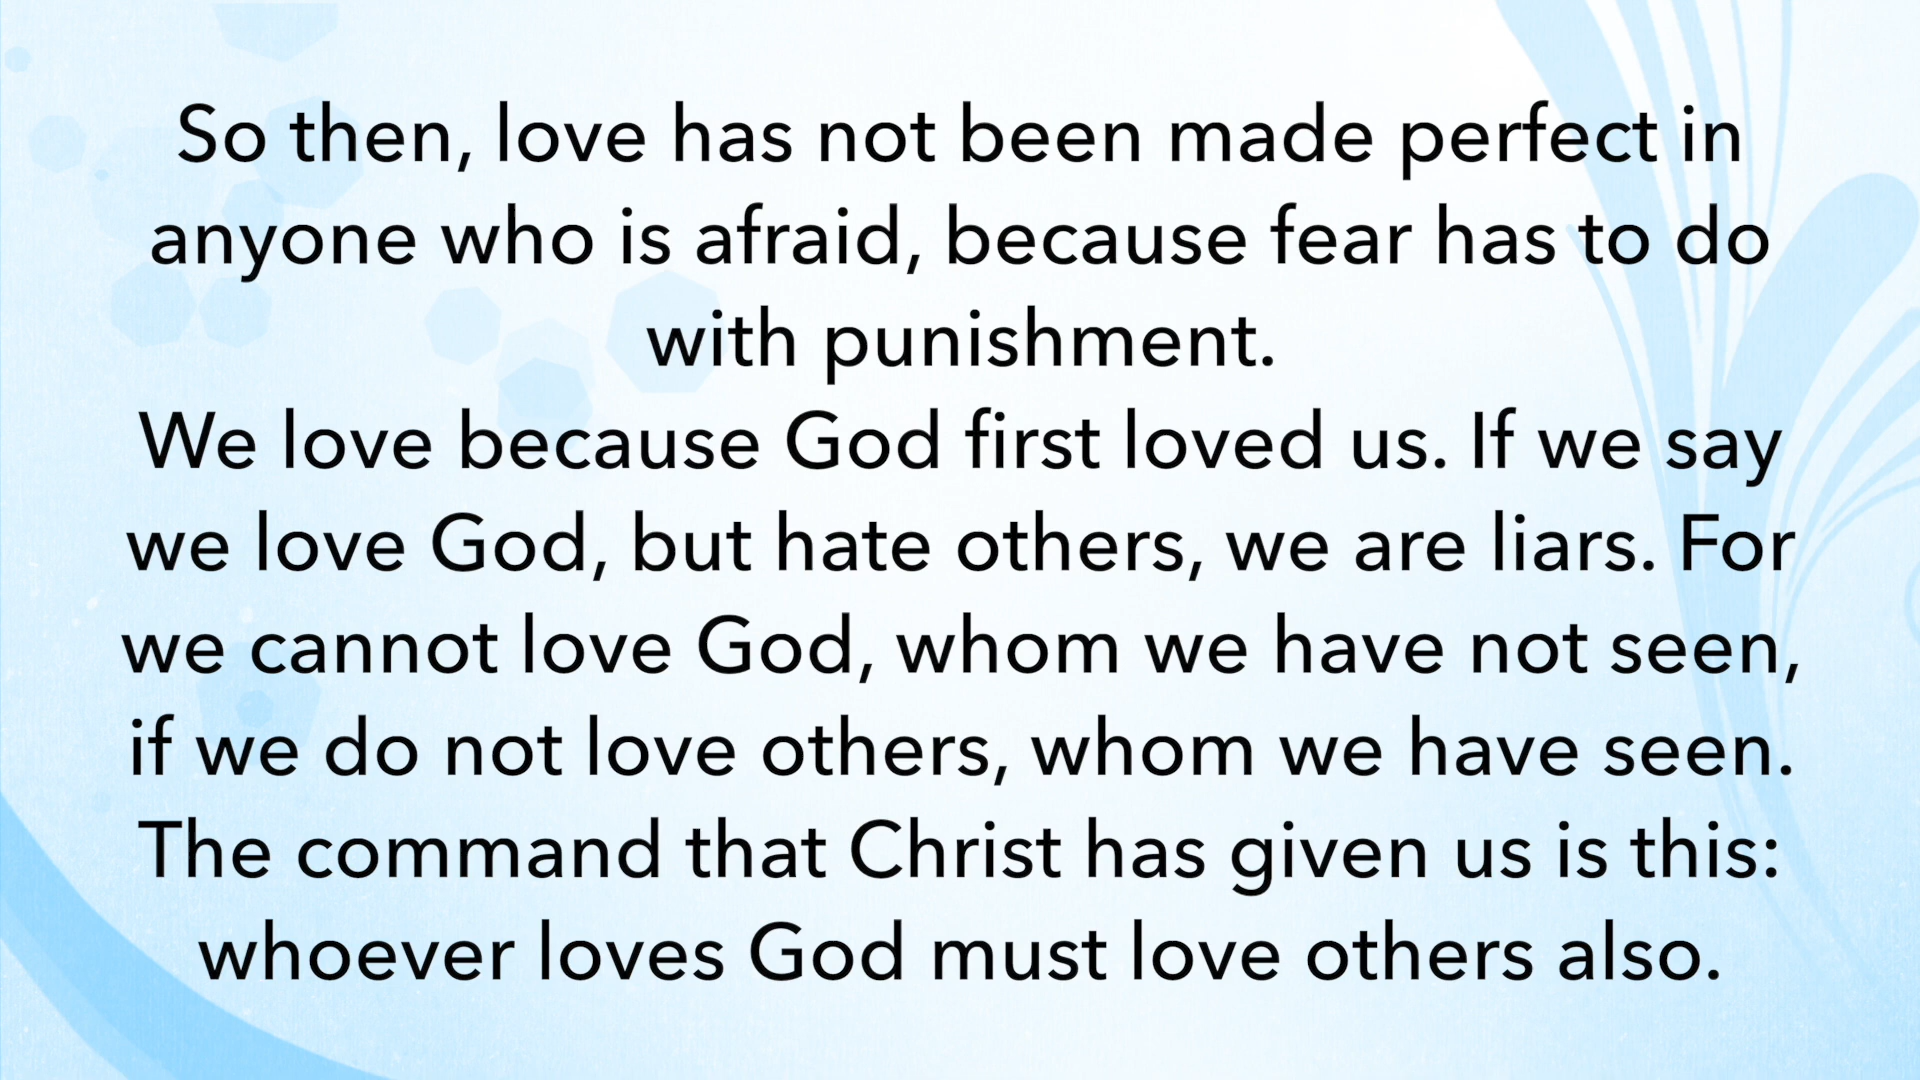 So then, love has not been made perfect in
anyone who is afraid, because fear has to do
with punishment.
We love because God first loved us. If we say
we love God, but hate others, we are liars. For
we cannot love God, whom we have not seen,
if we do not love others, whom we have seen.
The command that Christ has given us is this:
whoever loves God must love others also.